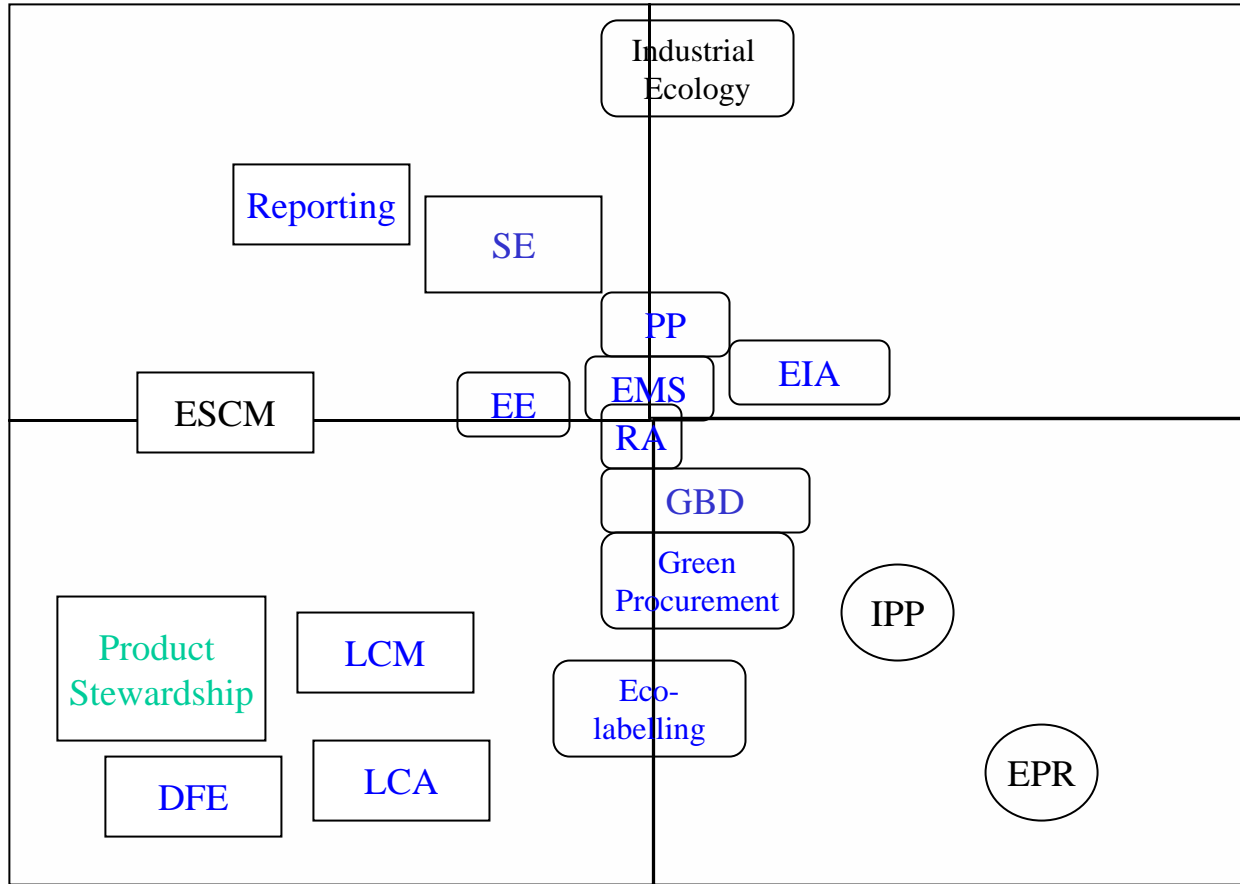 Industrial
Ecology
Reporting
SE
PP
EIA
EMS
EE
ESCM
RA
GBD
Green
Procurement
IPP
Product
Stewardship
LCM
Eco-
labelling
DFE
LCA
EPR